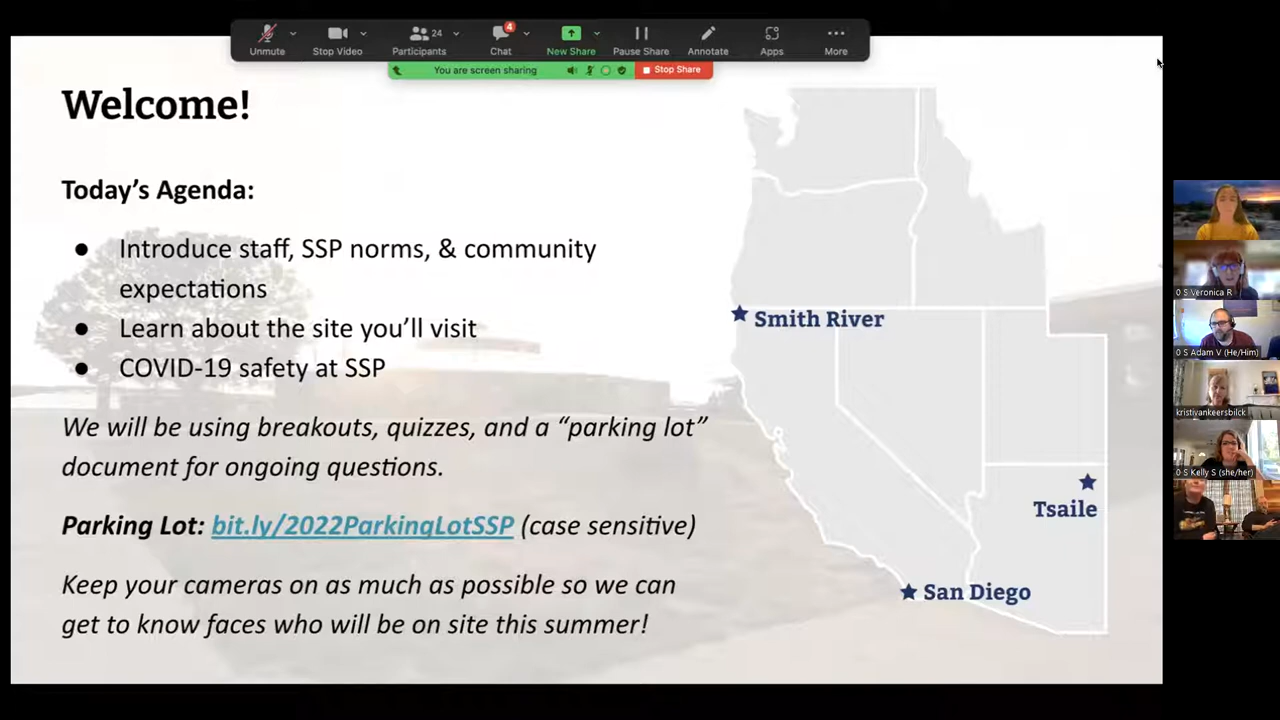 Unmute
Stop Video
24
Participants
4
Chat
New Share
Pause Share
Annotate
Apps
More
You are screen sharing
Stop Share
Welcome!
Today’s Agenda:
● Introduce staff, SSP norms, & community
expectations
● Learn about the site you’ll visit
● COVID-19 safety at SSP
We will be using breakouts, quizzes, and a “parking lot”
document for ongoing questions.
Parking Lot: bit.ly/2022ParkingLotSSP (case sensitive)
Keep your cameras on as much as possible so we can
get to know faces who will be on site this summer!
Smith River
Tsaile
San Diego
0 S Veronica R
0 S Adam V (He/Him)
kristivankeersbilck
0 S Kelly S (she/her)